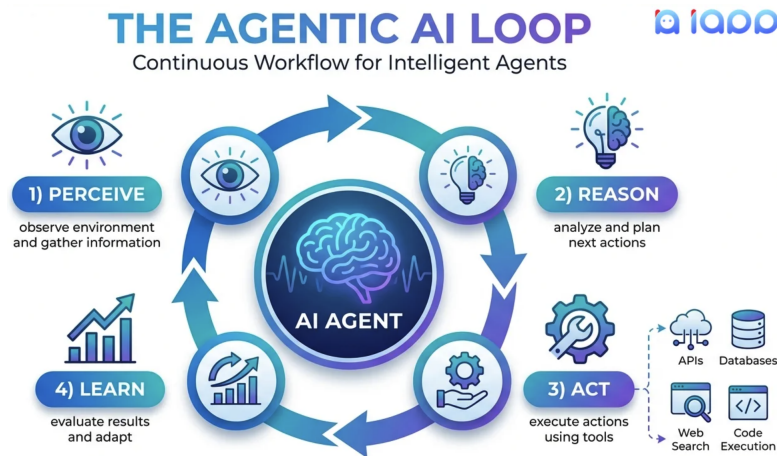 THE AGENTIC AI LOOP
iapp
Continuous Workflow for Intelligent Agents
1) PERCEIVE
observe environment
and gather information
2) REASON
analyze and plan
next actions
AI AGENT
4) LEARN
evaluate results
and adapt
3) ACT
execute actions
using tools
APIs
Databases
Web
Search
Code
Execution